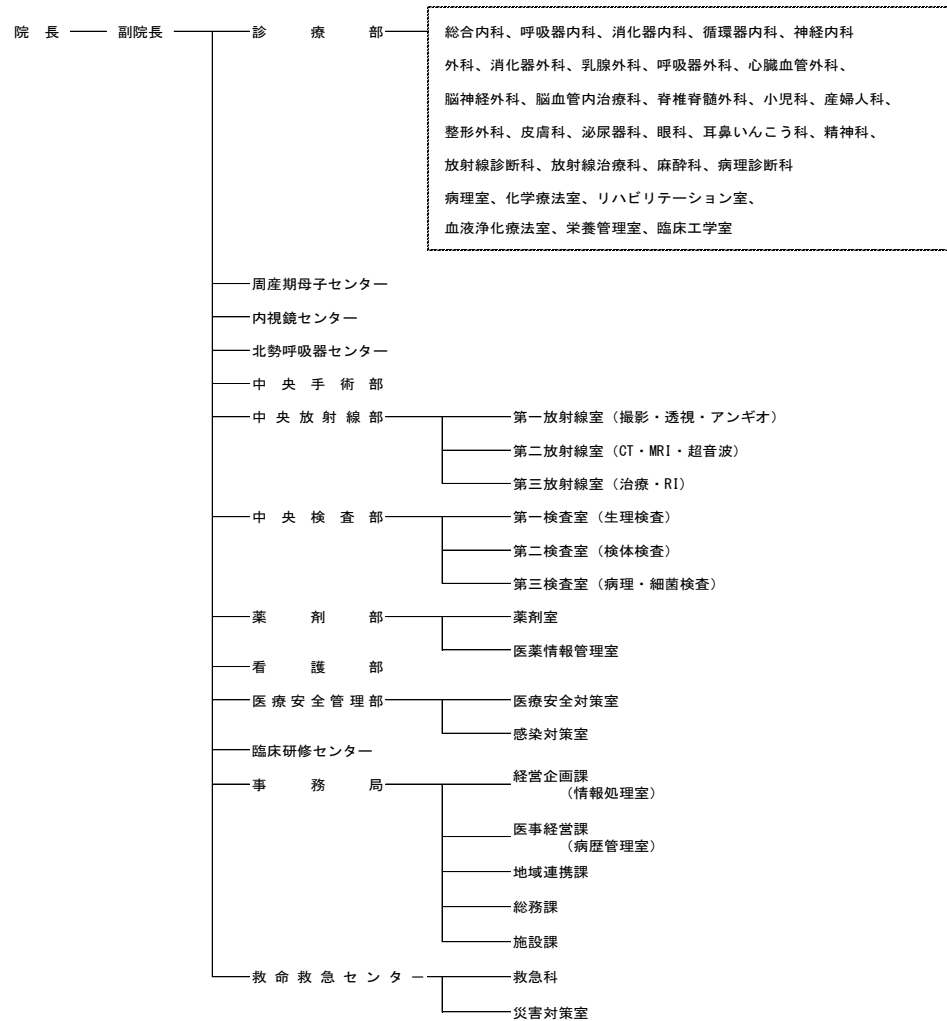 院長 副院長 診療部 総合内科、呼吸器内科、消化器内科、循環器内科、神経内科
外科、消化器外科、乳腺外科、呼吸器外科、心臓血管外科、
脳神経外科、脳血管内治療科、脊椎脊髄外科、小児科、産婦人科、
整形外科、皮膚科、泌尿器科、眼科、耳鼻いんこう科、精神科、
放射線診断科、放射線治療科、麻酔科、病理診断科
病理室、化学療法室、リハビリテーション室、
血液浄化療法室、栄養管理室、臨床工学室
周産期母子センター
内視鏡センター
北勢呼吸器センター
中央手術部
中央放射線部 第一放射線室（撮影・透視・アンギオ）
第二放射線室（CT・MRI・超音波）
第三放射線室（治療・RI）
中央検査部 第一検査室（生理検査）
第二検査室（検体検査）
第三検査室（病理・細菌検査）
薬剤部 薬剤室
医薬情報管理室
看護部
医療安全管理部 医療安全対策室
感染対策室
臨床研修センター
事務局 経営企画課
（情報処理室）
医事経営課
（病歴管理室）
地域連携課
総務課
施設課
救命救急センター 救急科
災害対策室